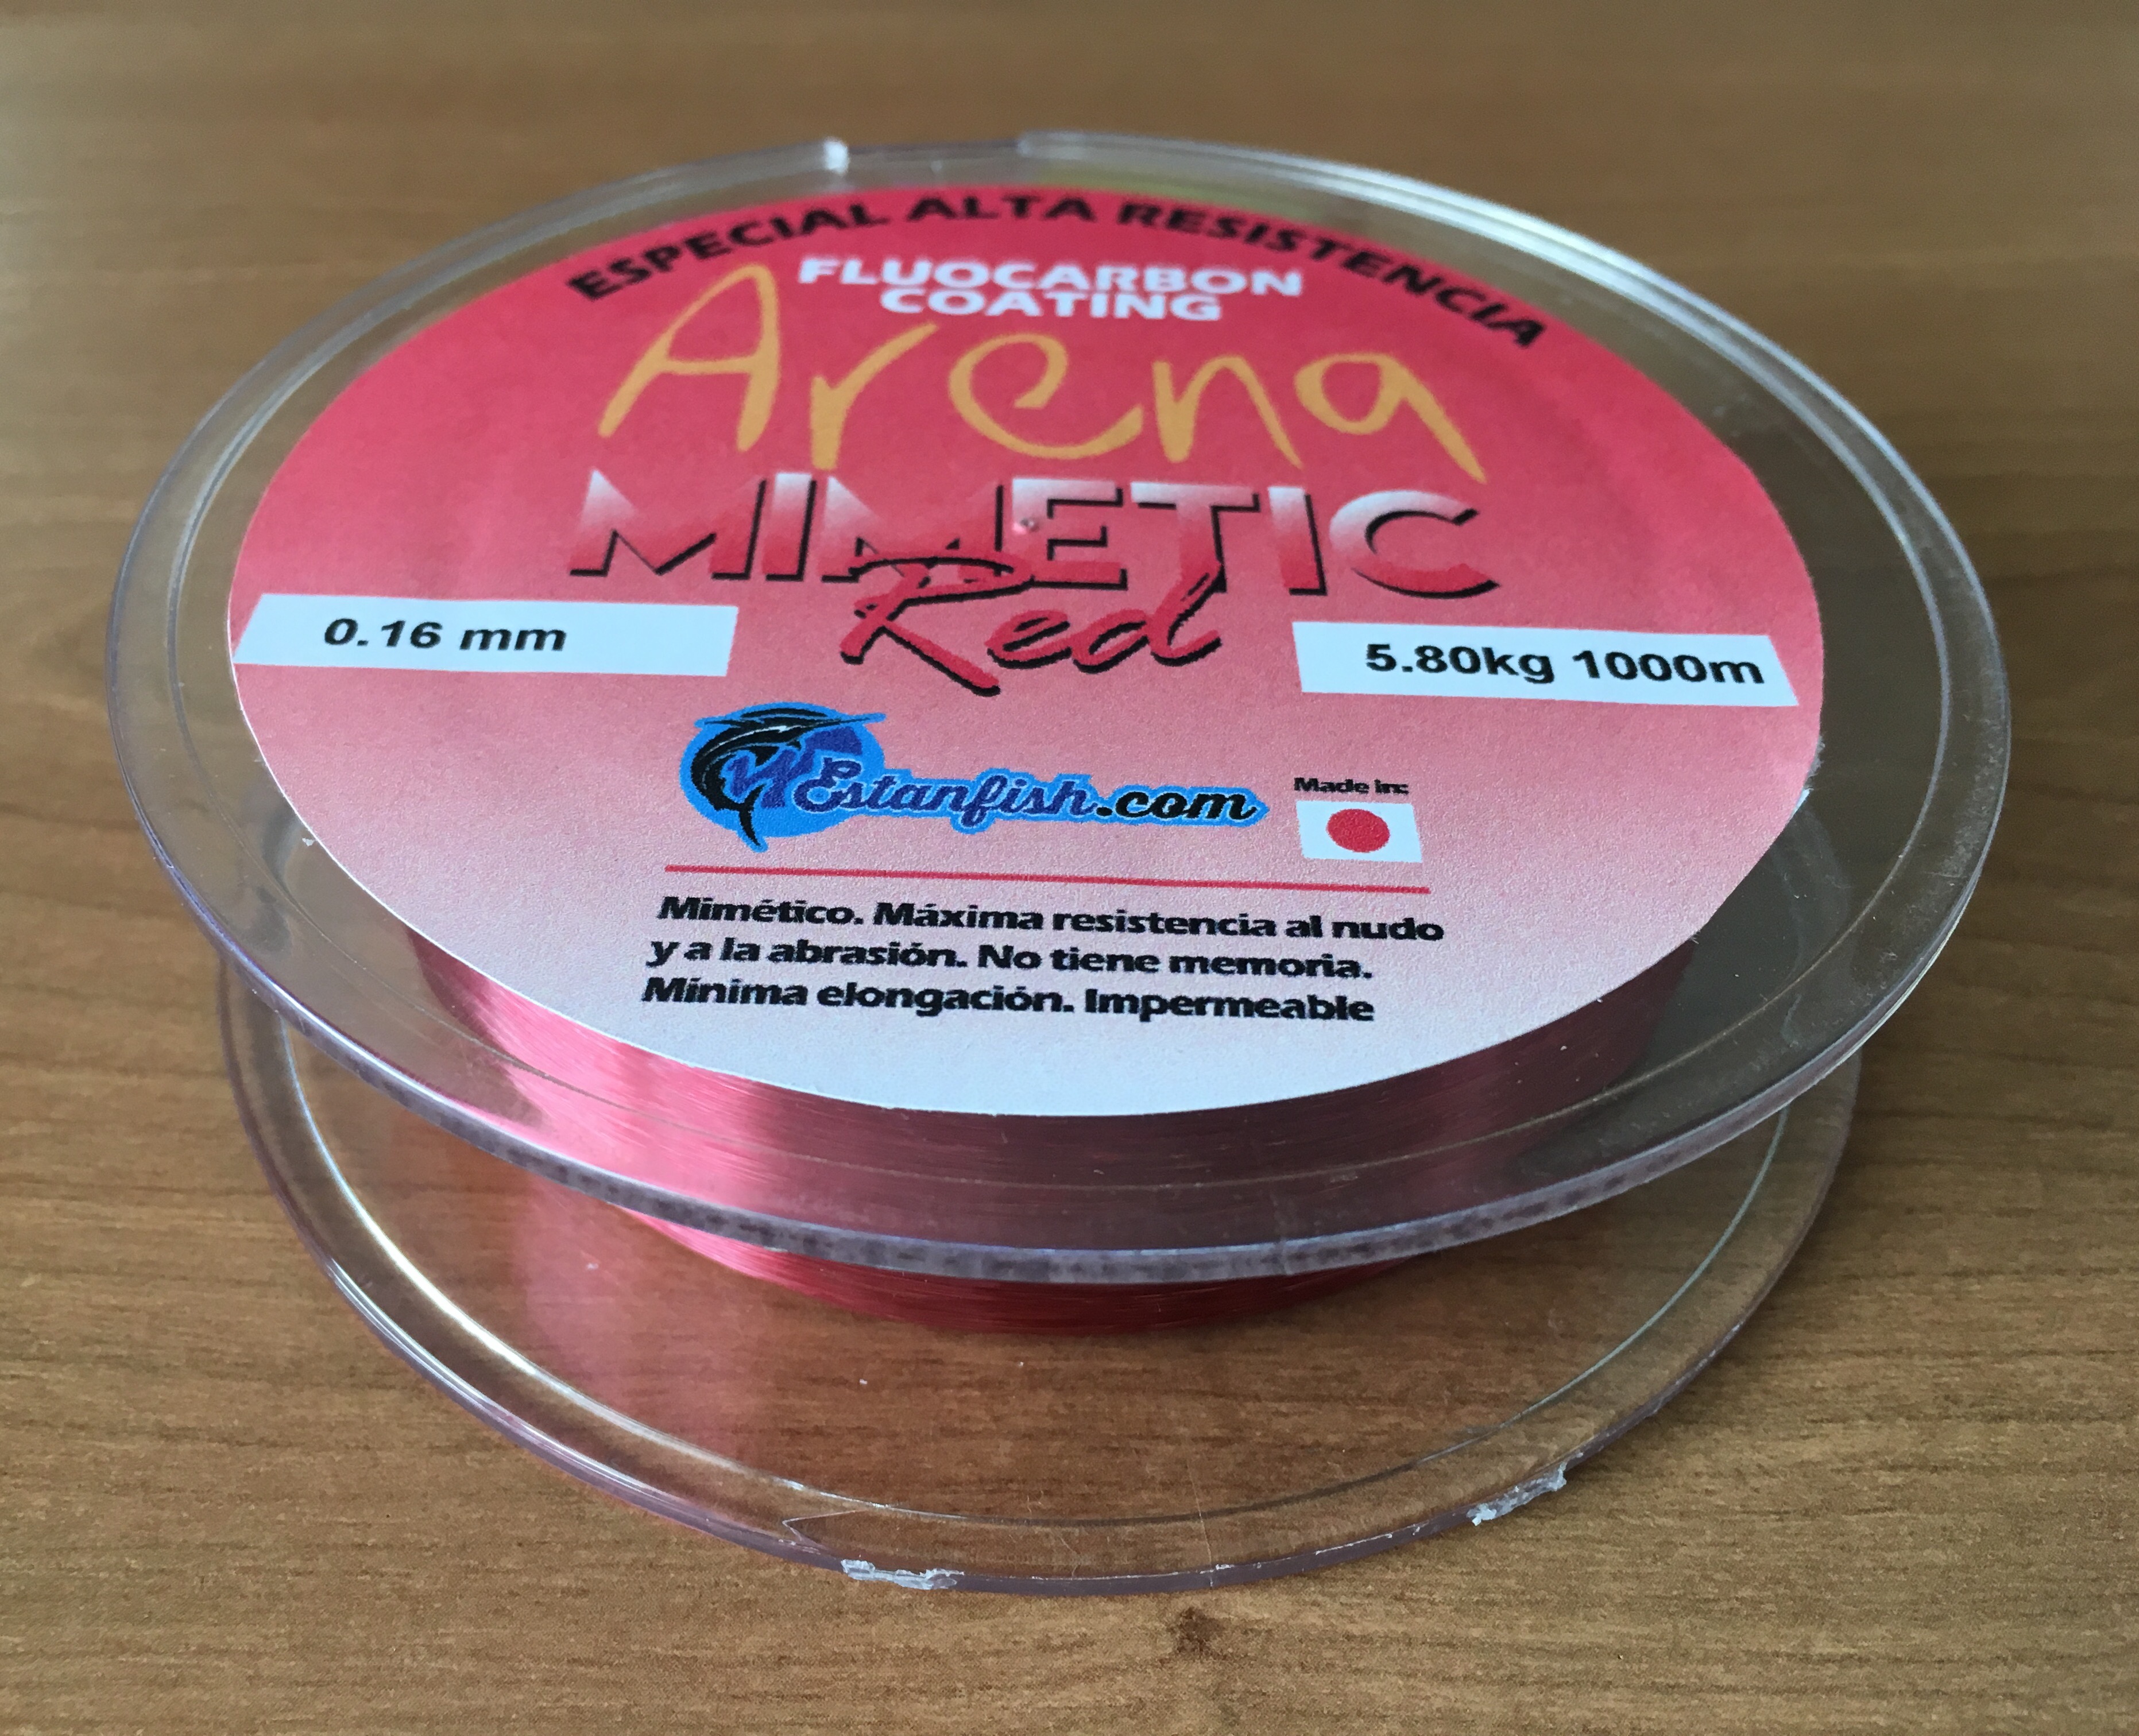 ESPECIAL ALTA RESISTENCIA
FLUOCARBON
COATING
Arena
MIMETIC
Red
0.16 mm
5.80kg 1000m
Estanfish.com
Made in:
Mimético. Máxima resistencia al nudo
y a la abrasión. No tiene memoria.
Mínima elongación. Impermeable